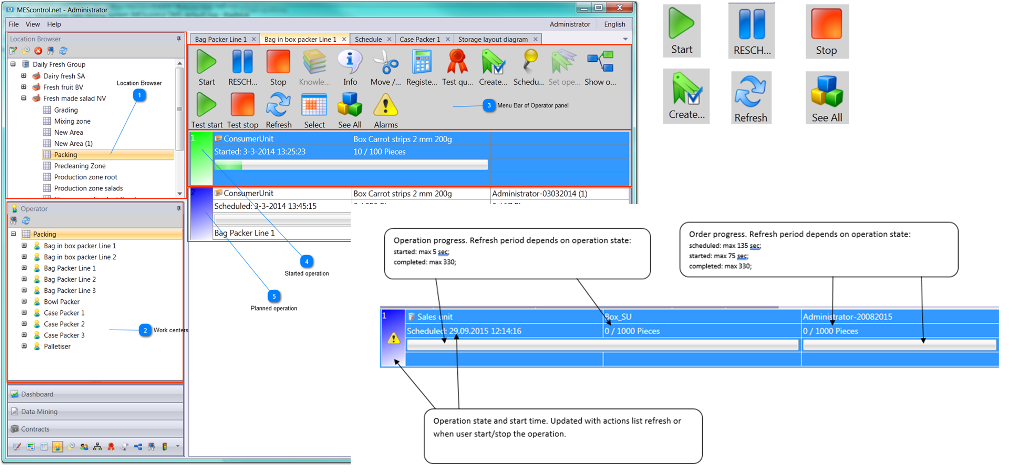 MEScontrol.net - Administrator
File View Help
Administrator English
Location Browser
Daily Fresh Group
Dairy fresh SA
Fresh fruit BV
Fresh made salad NV
Grading
Mixing zone
New Area
New Area (1)
Packing
Precleaning Zone
Production zone root
Production zone salads
Location Browser
1
Operator
Packing
Bag in box packer Line 1
Bag in box packer Line 2
Bag Packer Line 1
Bag Packer Line 2
Bag Packer Line 3
Bowl Packer
Case Packer 1
Case Packer 2
Case Packer 3
Palletiser
2 Work centers
Dashboard
Data Mining
Contracts
Bag Packer Line 1 Bag in box packer Line 1 Schedule Case Packer 1 Storage layout diagram
Start RESCH... Stop Knowle... Info Move /... Registe... Test qu... Create... Schedu... Set ope... Show o...
Test start Test stop Refresh Select See All Alarms
3 Menu Bar of Operator panel
1 ConsumerUnit Box Carrot strips 2 mm 200g
Started: 3-3-2014 13:25:23 10 / 100 Pieces
ConsumerUnit Box Carrot strips 2 mm 200g Administrator-03032014 (1)
Scheduled: 3-3-2014 13:45:15
Bag Packer Line 1
4
Started operation
5
Planned operation
Start RESCH... Stop
Create... Refresh See All
Operation progress. Refresh period depends on operation state:
started: max 5 sec;
completed: max 330;
Order progress. Refresh period depends on operation state:
scheduled: max 135 sec;
started: max 75 sec;
completed: max 330;
1 Sales unit Box_SU Administrator-20082015
Scheduled: 29.09.2015 12:14:16 0 / 1000 Pieces 0 / 1000 Pieces
Operation state and start time. Updated with actions list refresh or
when user start/stop the operation.